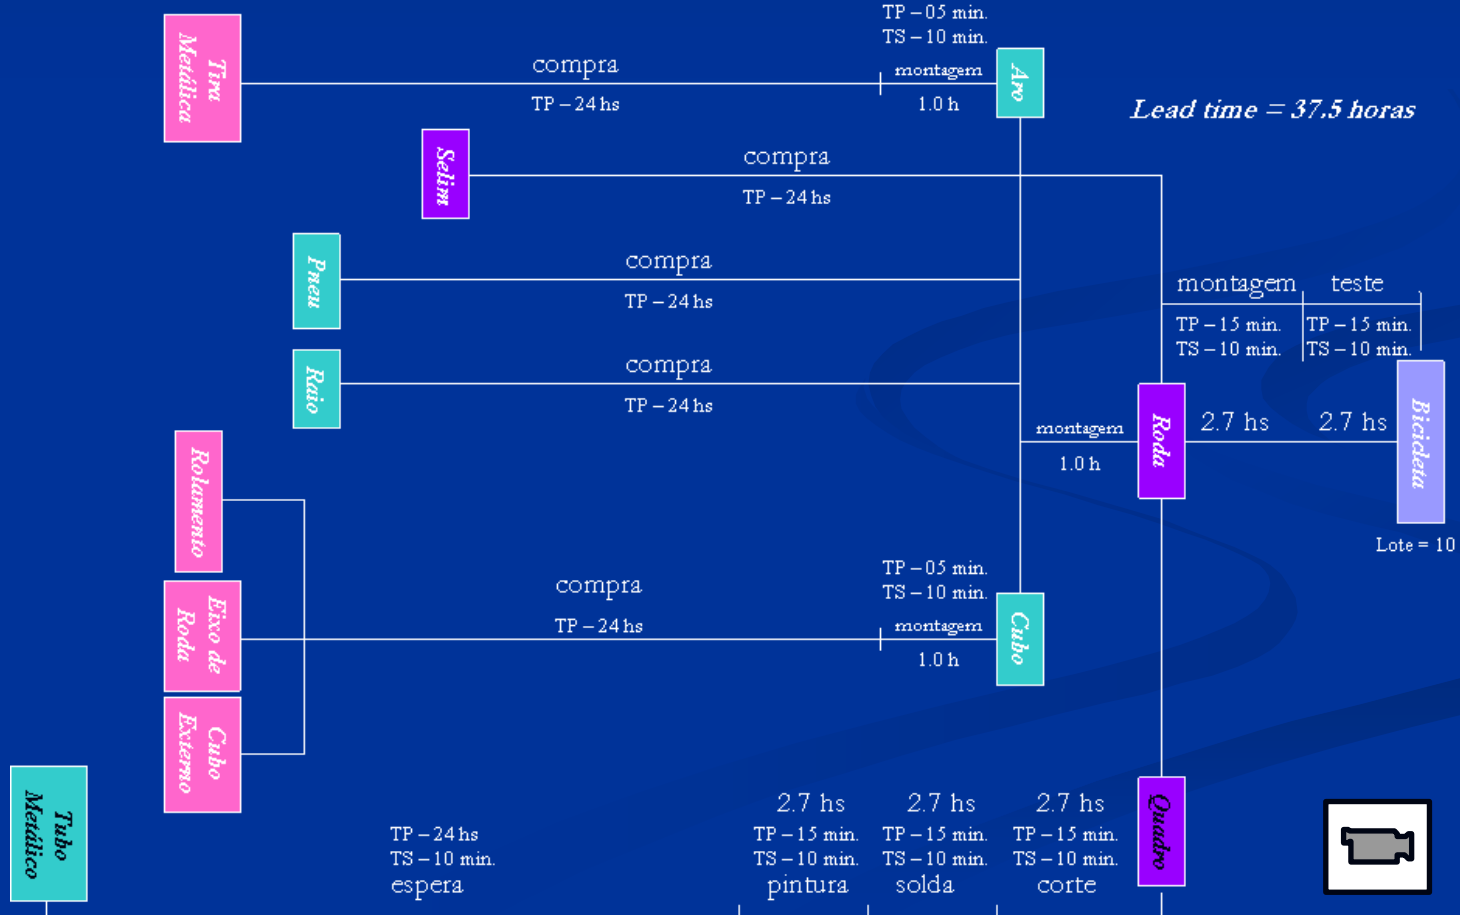 TP – 05 min.
TS – 10 min.
Tira
Metálica
compra
TP – 24 hs
montagem
1.0 h
Aro
Lead time = 37,5 horas
Selim
compra
TP – 24 hs
Pneu
compra
TP – 24 hs
montagem
teste
TP – 15 min.
TS – 10 min.
TP – 15 min.
TS – 10 min.
Raio
compra
TP – 24 hs
montagem
1.0 h
Roda
2.7 hs
2.7 hs
Bicicleta
Lote = 10
Rolamento
Eixo de
Roda
Cubo
Externo
compra
TP – 24 hs
TP – 05 min.
TS – 10 min.
montagem
1.0 h
Cubo
Tubo
Metálico
TP – 24 hs
TS – 10 min.
espera
2.7 hs
TP – 15 min.
TS – 10 min.
pintura
2.7 hs
TP – 15 min.
TS – 10 min.
solda
2.7 hs
TP – 15 min.
TS – 10 min.
corte
Quadro